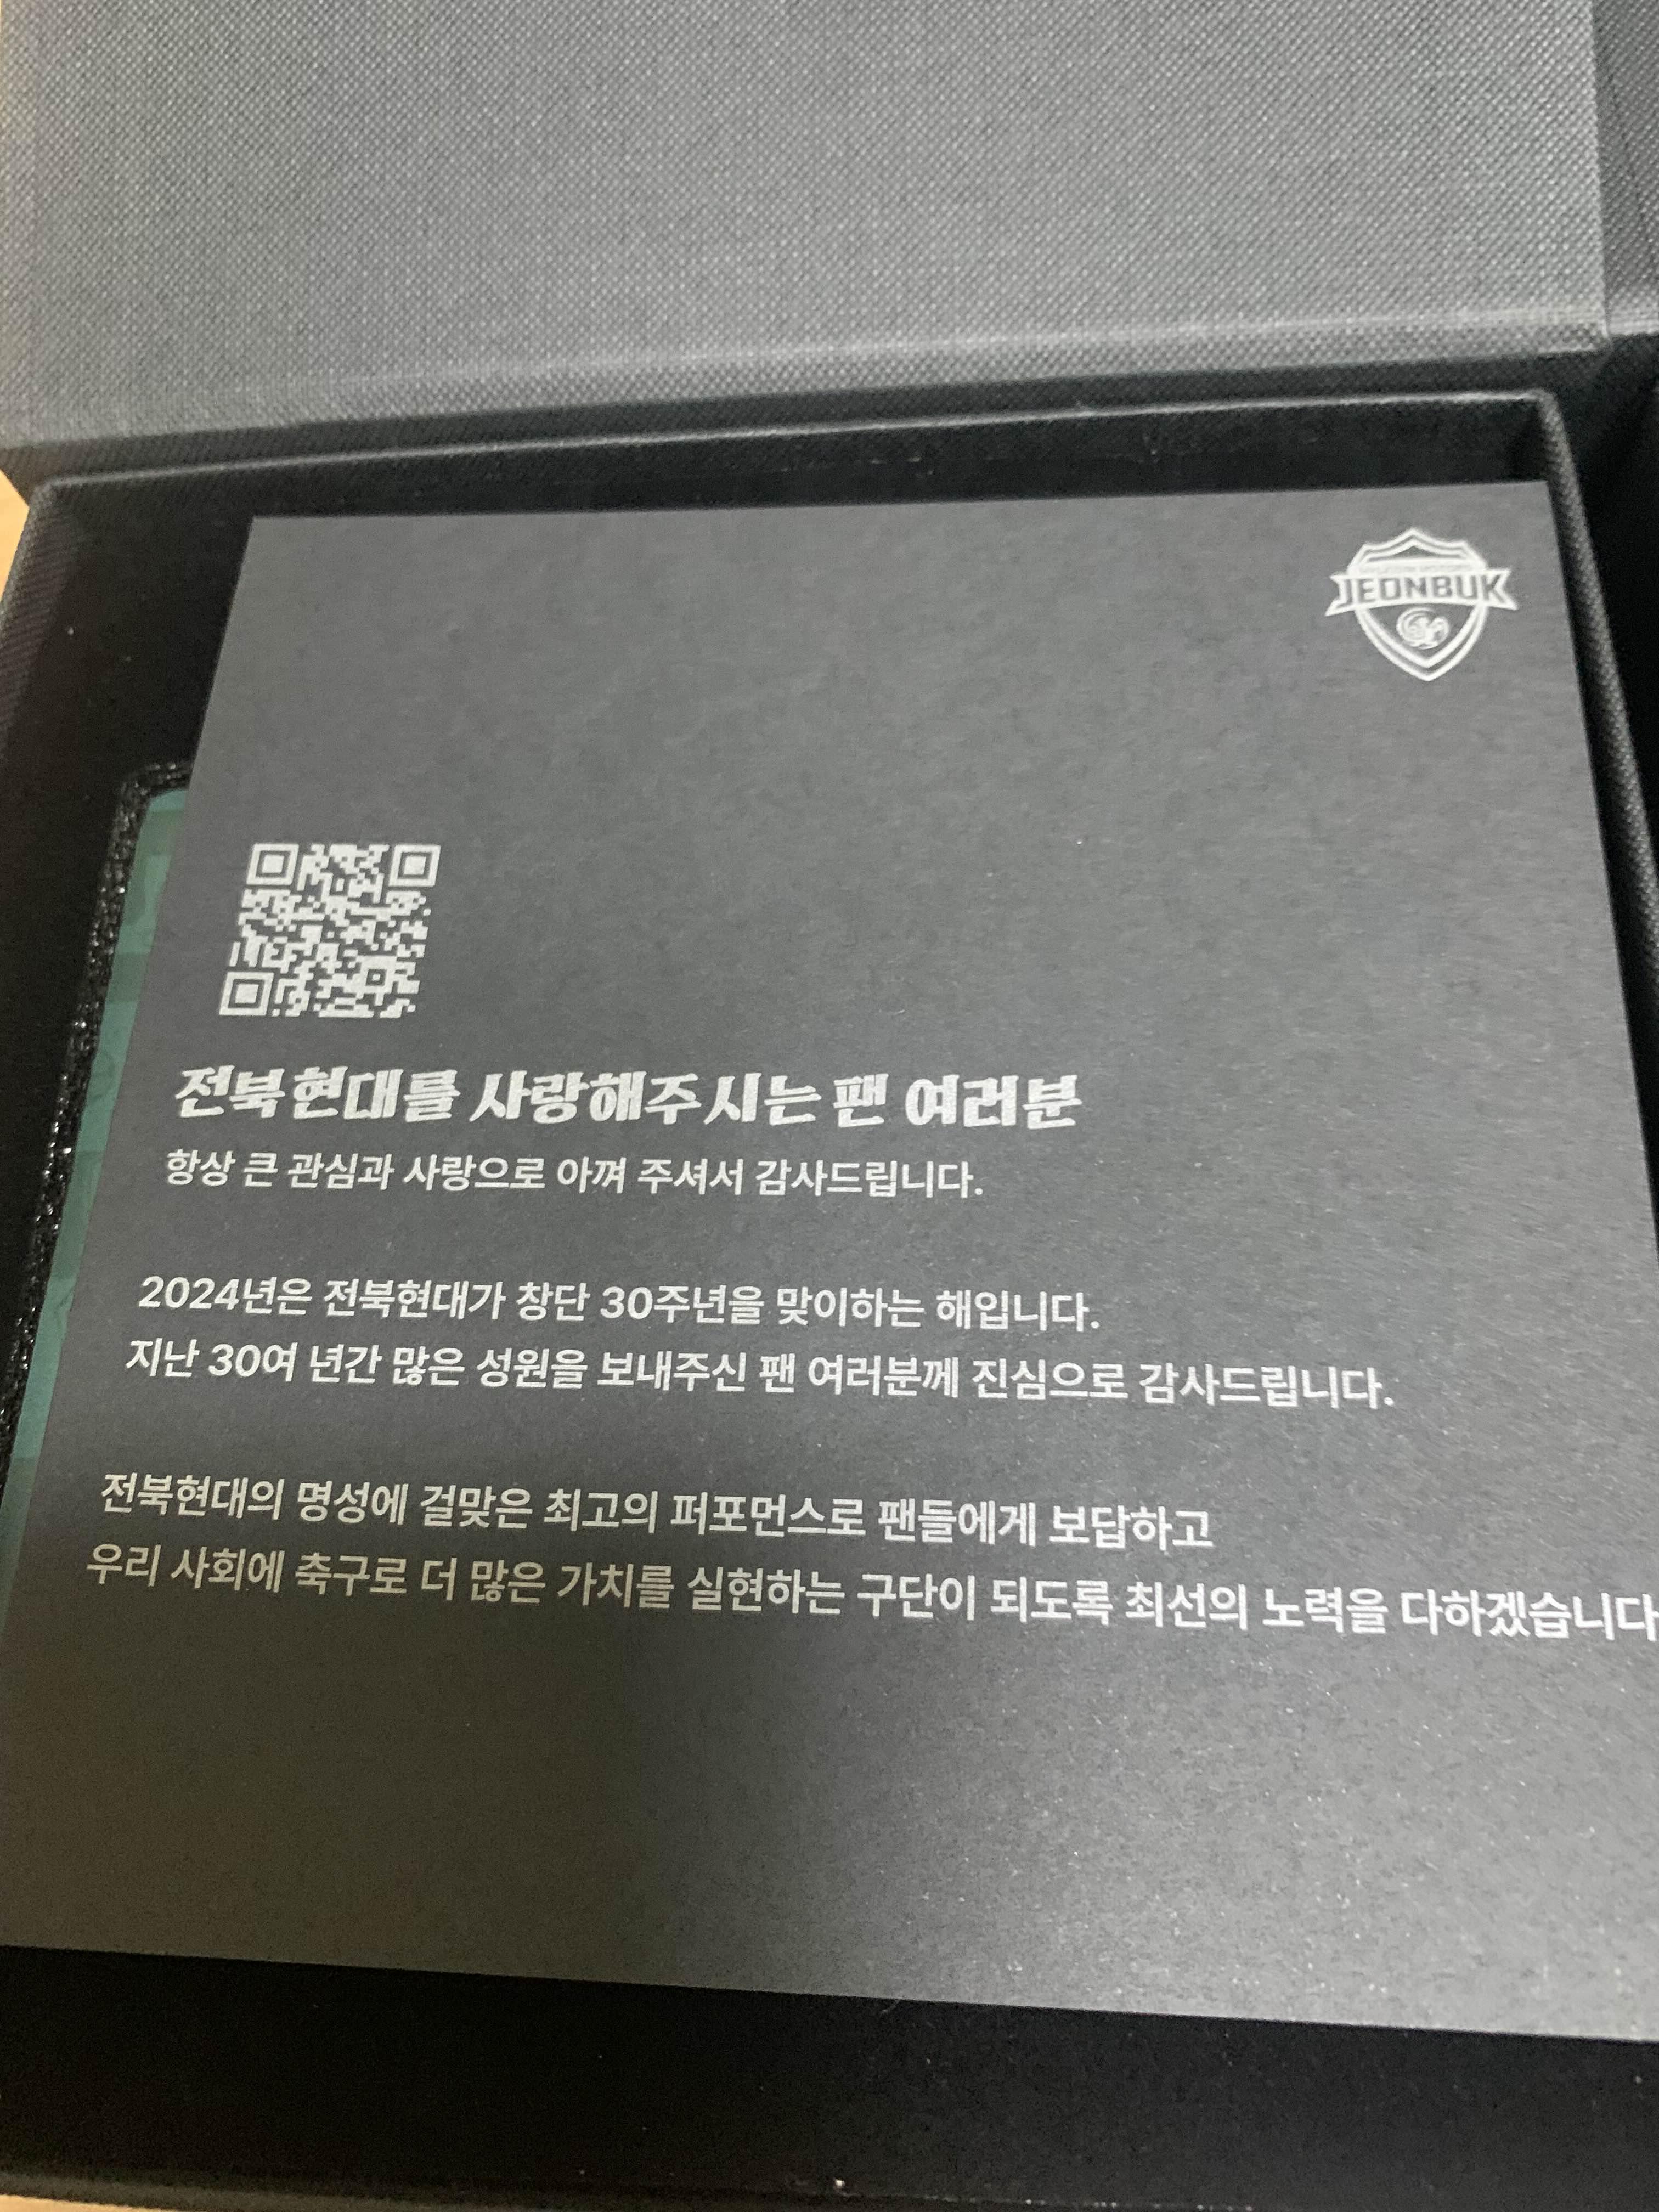 JEONBUK
전북현대를 사랑해주시는 팬 여러분
항상 큰 관심과 사랑으로 아껴 주셔서 감사드립니다.
2024년은 전북현대가 창단 30주년을 맞이하는 해입니다.
지난 30여 년간 많은 성원을 보내주신 팬 여러분께 진심으로 감사드립니다.
전북현대의 명성에 걸맞은 최고의 퍼포먼스로 팬들에게 보답하고
우리 사회에 축구로 더 많은 가치를 실현하는 구단이 되도록 최선의 노력을 다하겠습니다